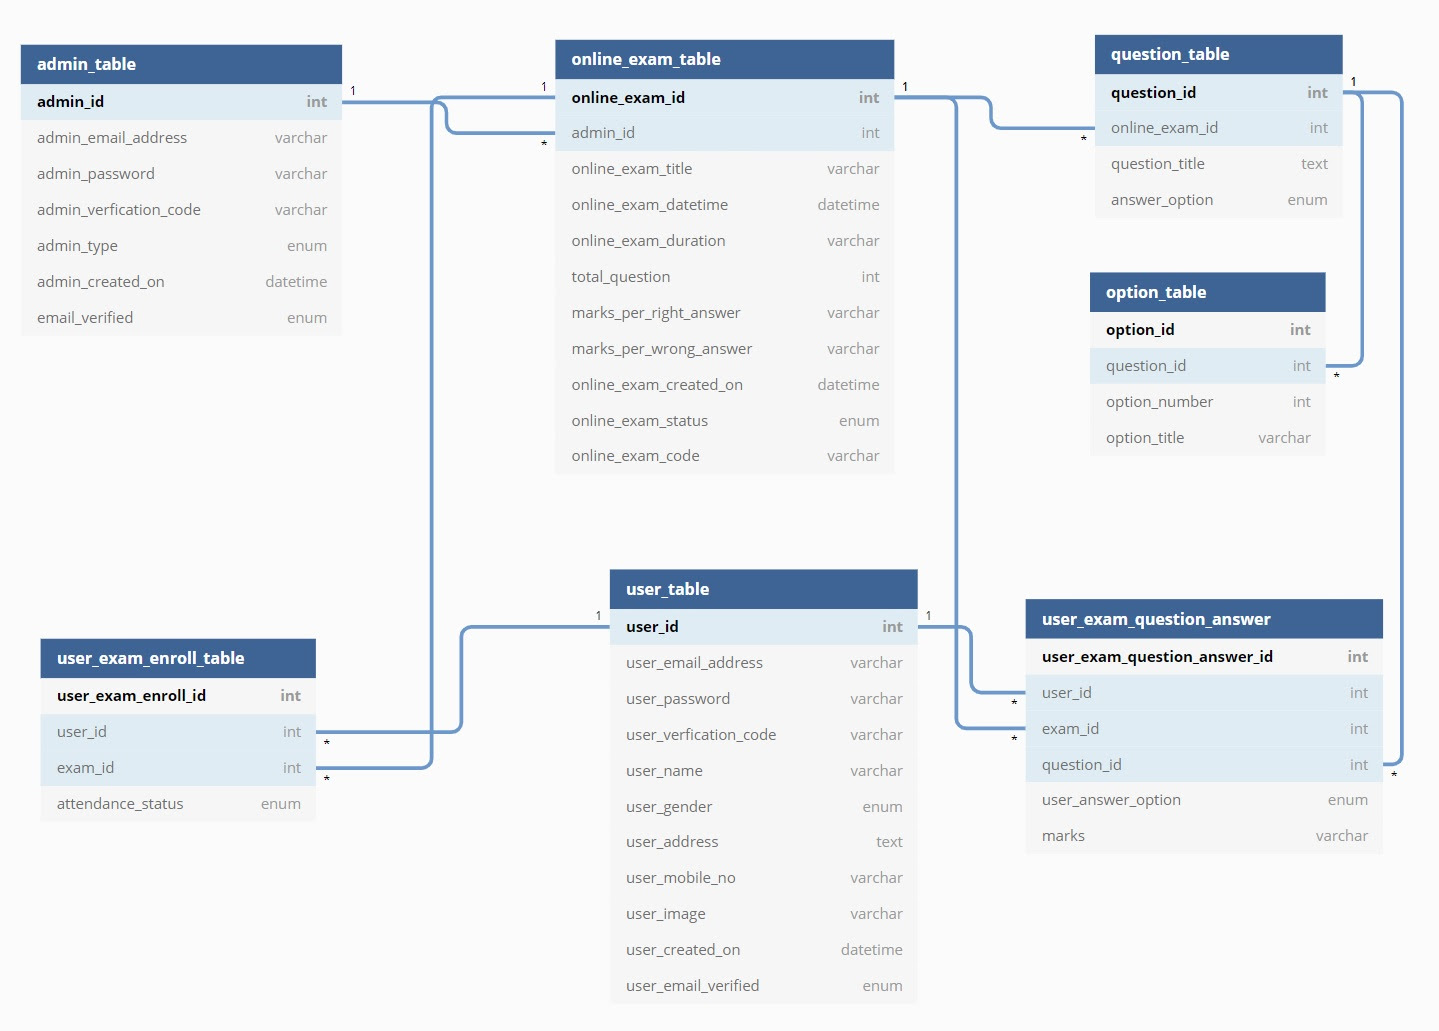 admin_table
admin_id int
admin_email_address varchar
admin_password varchar
admin_verfication_code varchar
admin_type enum
admin_created_on datetime
email_verified enum
1
1
*
online_exam_table
online_exam_id int
admin_id int
online_exam_title varchar
online_exam_datetime datetime
online_exam_duration varchar
total_question int
marks_per_right_answer varchar
marks_per_wrong_answer varchar
online_exam_created_on datetime
online_exam_status enum
online_exam_code varchar
1
*
question_table
question_id int
online_exam_id int
question_title text
answer_option enum
1
option_table
option_id int
question_id int
option_number int
option_title varchar
*
user_exam_enroll_table
user_exam_enroll_id int
user_id int
exam_id int
attendance_status enum
*
*
1
user_table
user_id int
user_email_address varchar
user_password varchar
user_verfication_code varchar
user_name varchar
user_gender enum
user_address text
user_mobile_no varchar
user_image varchar
user_created_on datetime
user_email_verified enum
1
*
*
user_exam_question_answer
user_exam_question_answer_id int
user_id int
exam_id int
question_id int
user_answer_option enum
marks varchar
*